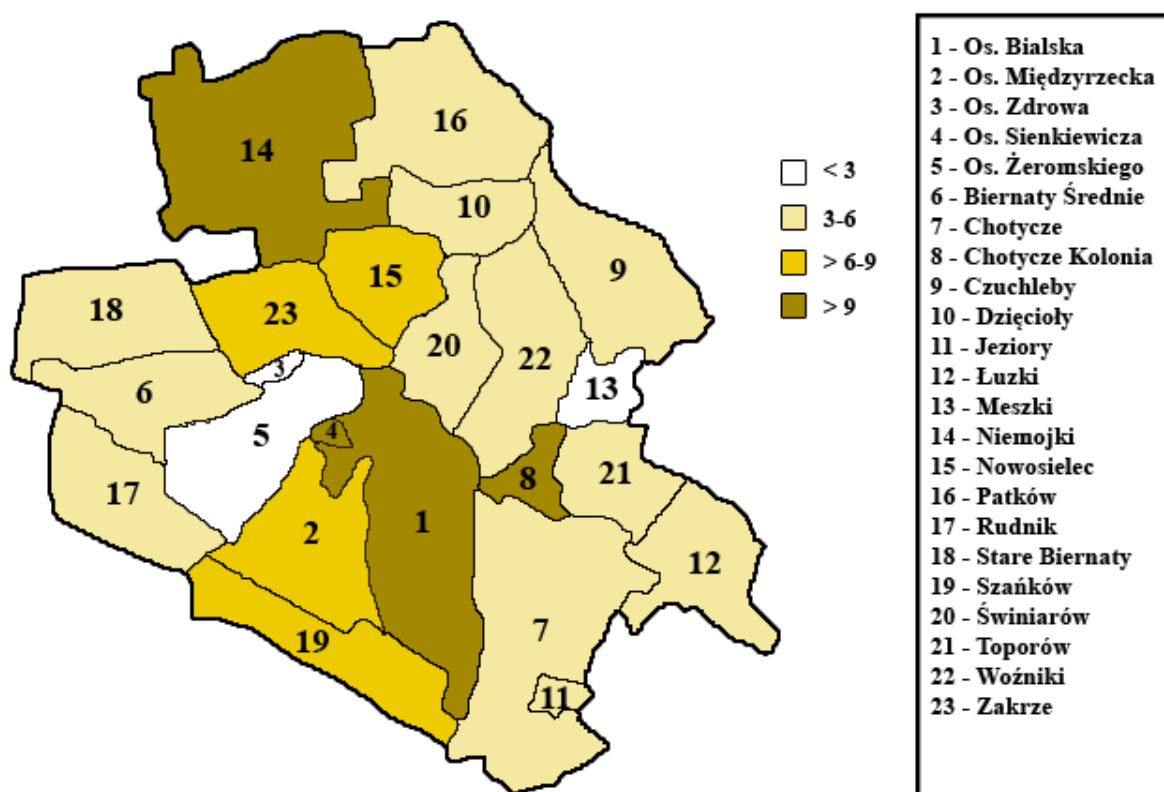 16
14
10
9
15
18
23
20
22
3
13
6
5
4
8
21
17
2
1
12
7
19
11
< 3
3-6
> 6-9
> 9
1 - Os. Bialska
2 - Os. Międzyrzecka
3 - Os. Zdrowa
4 - Os. Sienkiewicza
5 - Os. Żeromskiego
6 - Biernaty Średnie
7 - Chotycze
8 - Chotycze Kolonia
9 - Czuchleby
10 - Dzięcioły
11 - Jeziory
12 - Łuzki
13 - Meszki
14 - Niemojki
15 - Nowosielec
16 - Patków
17 - Rudnik
18 - Stare Biernaty
19 - Szańków
20 - Świniarów
21 - Toporów
22 - Woźniki
23 - Zakrze